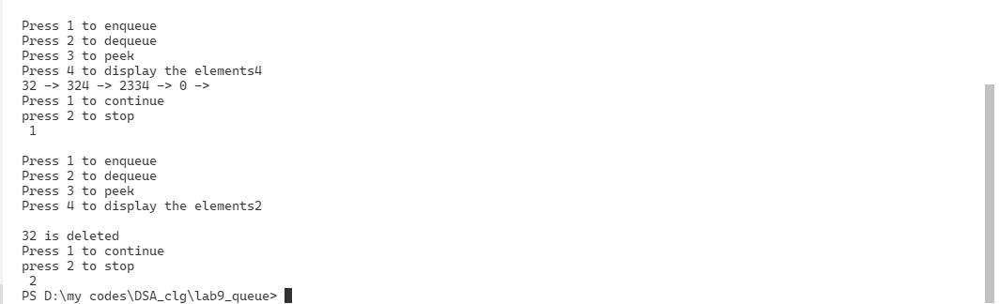 Press 1 to enqueue
Press 2 to dequeue
Press 3 to peek
Press 4 to display the elements4
32 -> 324 -> 2334 -> 0 ->
Press 1 to continue
press 2 to stop
1
Press 1 to enqueue
Press 2 to dequeue
Press 3 to peek
Press 4 to display the elements2
32 is deleted
Press 1 to continue
press 2 to stop
2
PS D:\my codes\DSA_clg\lab9_queue>